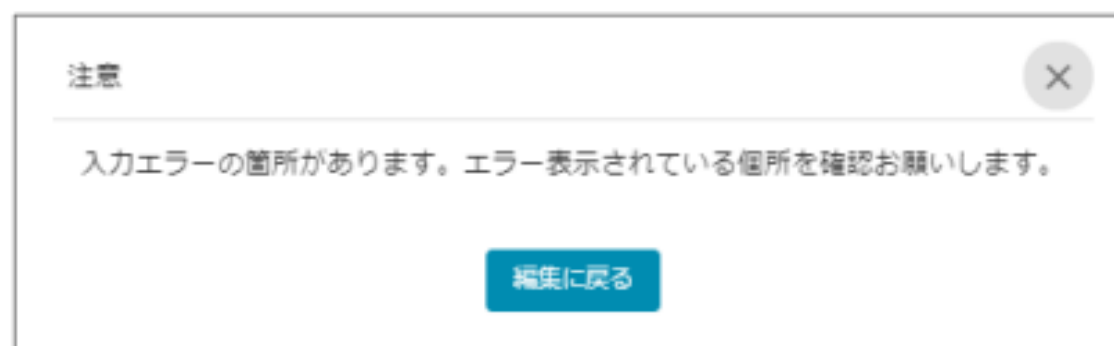 注意
入力エラーの箇所があります。エラー表示されている個所を確認お願いします。
編集に戻る